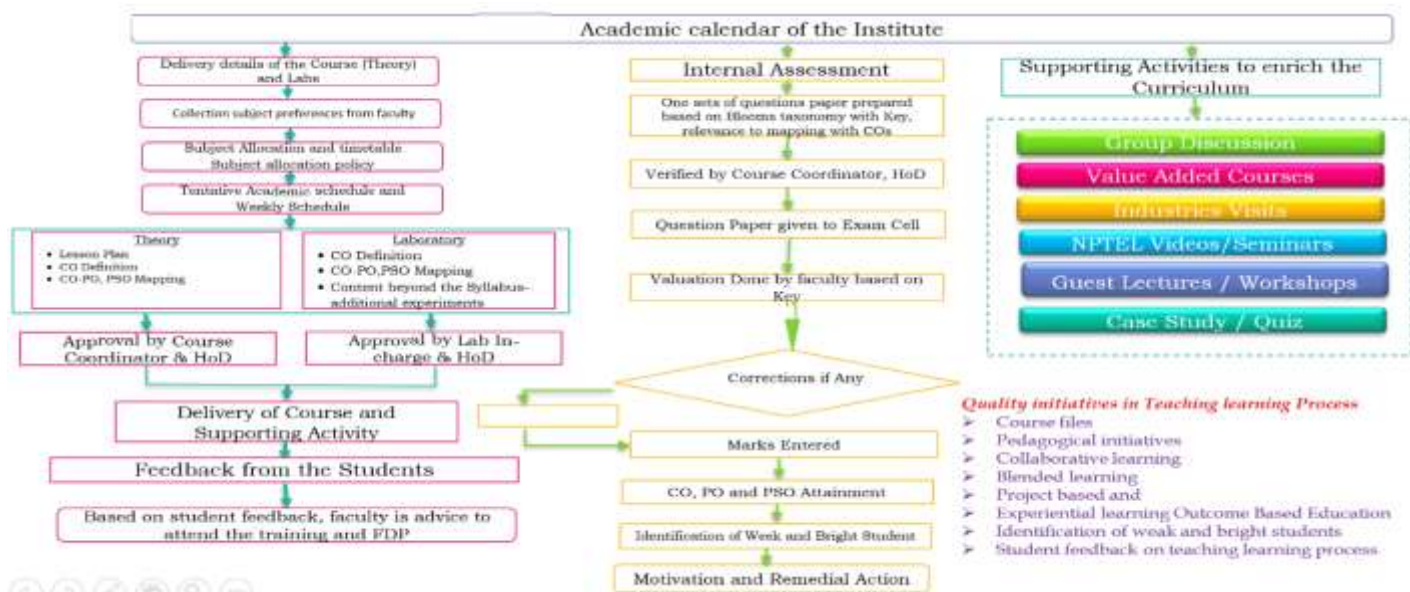 Academic calendar of the Institute
Delivery details of the Course (Theory)
and Labs
Collection subject preferences from faculty
Subject Allocation and timetable
Subject allocation policy
Tentative Academic schedule and
Weekly Schedule
Theory
• Lesson Plan
• CO Definition
• CO-PO, PSO Mapping
Laboratory
• CO Definition
• CO-PO,PSO Mapping
• Content beyond the Syllabus-
additional experiments
Approval by Course
Coordinator & HoD
Approval by Lab In-
charge & HoD
Delivery of Course and
Supporting Activity
Feedback from the Students
Based on student feedback, faculty is advice to
attend the training and FDP
Internal Assessment
One sets of questions paper prepared
based on Blooms taxonomy with Key,
relevance to mapping with COs
Verified by Course Coordinator, HoD
Question Paper given to Exam Cell
Valuation Done by faculty based on
Key
Corrections if Any
Marks Entered
CO, PO and PSO Attainment
Identification of Weak and Bright Student
Motivation and Remedial Action
Supporting Activities to enrich the
Curriculum
Group Discussion
Value Added Courses
Industries Visits
NPTEL Videos/Seminars
Guest Lectures / Workshops
Case Study / Quiz
Quality initiatives in Teaching learning Process
➢ Course files
➢ Pedagogical initiatives
➢ Collaborative learning
➢ Blended learning
➢ Project based and
➢ Experiential learning Outcome Based Education
➢ Identification of weak and bright students
➢ Student feedback on teaching learning process